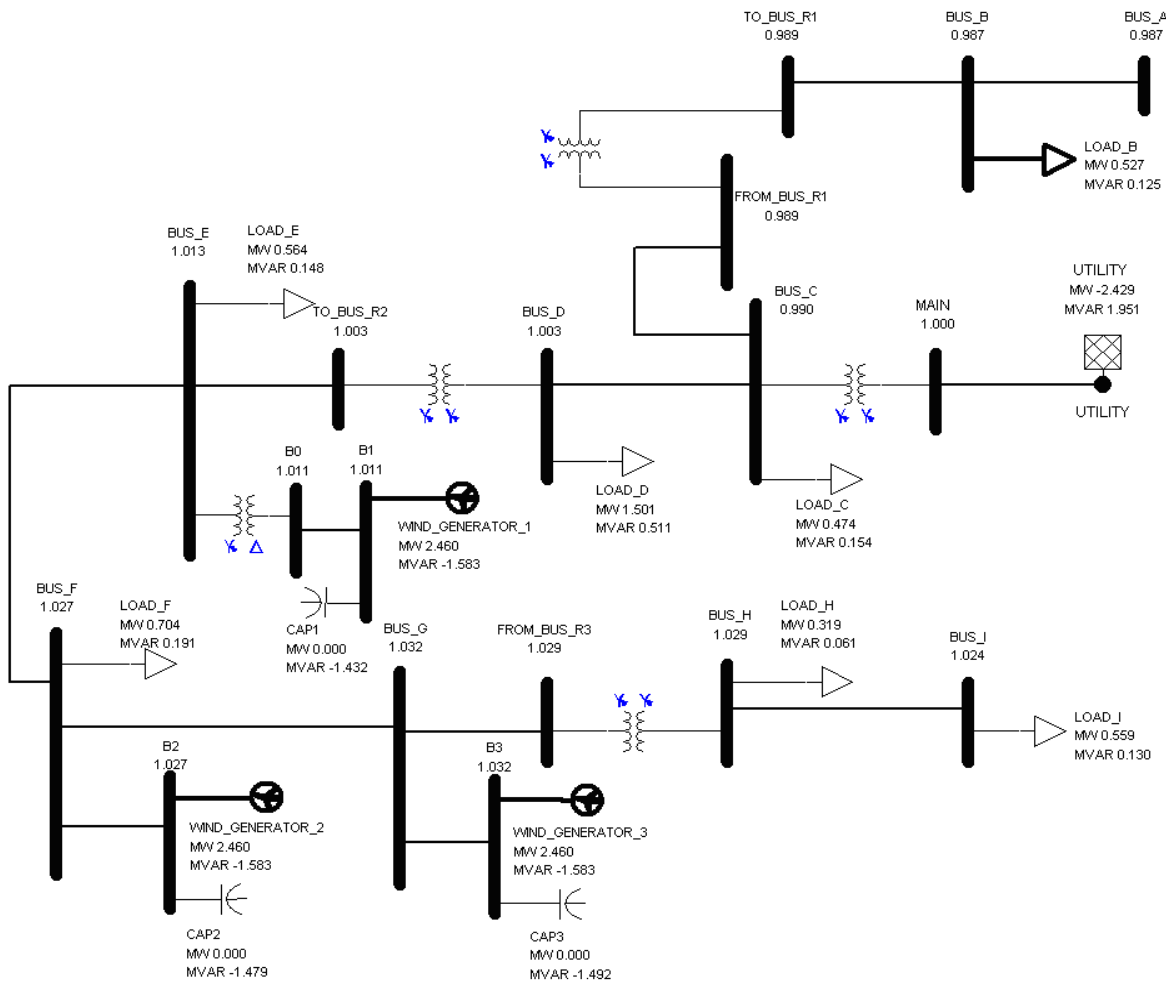 TO_BUS_R1
0.989
BUS_B
0.987
BUS_A
0.987
LOAD_B
MW 0.527
MVAR 0.125
FROM_BUS_R1
0.989
BUS_E
1.013
LOAD_E
MW 0.564
MVAR 0.148
TO_BUS_R2
1.003
BUS_D
1.003
BUS_C
0.990
MAIN
1.000
UTILITY
MW -2.429
MVAR 1.951
UTILITY
B0
1.011
B1
1.011
WIND_GENERATOR_1
MW 2.460
MVAR -1.583
LOAD_D
MW 1.501
MVAR 0.511
LOAD_C
MW 0.474
MVAR 0.154
CAP1
MW 0.000
MVAR -1.432
BUS_F
1.027
LOAD_F
MW 0.704
MVAR 0.191
BUS_G
1.032
FROM_BUS_R3
1.029
BUS_H
1.029
LOAD_H
MW 0.319
MVAR 0.061
BUS_I
1.024
LOAD_I
MW 0.559
MVAR 0.130
B2
1.027
WIND_GENERATOR_2
MW 2.460
MVAR -1.583
CAP2
MW 0.000
MVAR -1.479
B3
1.032
WIND_GENERATOR_3
MW 2.460
MVAR -1.583
CAP3
MW 0.000
MVAR -1.492